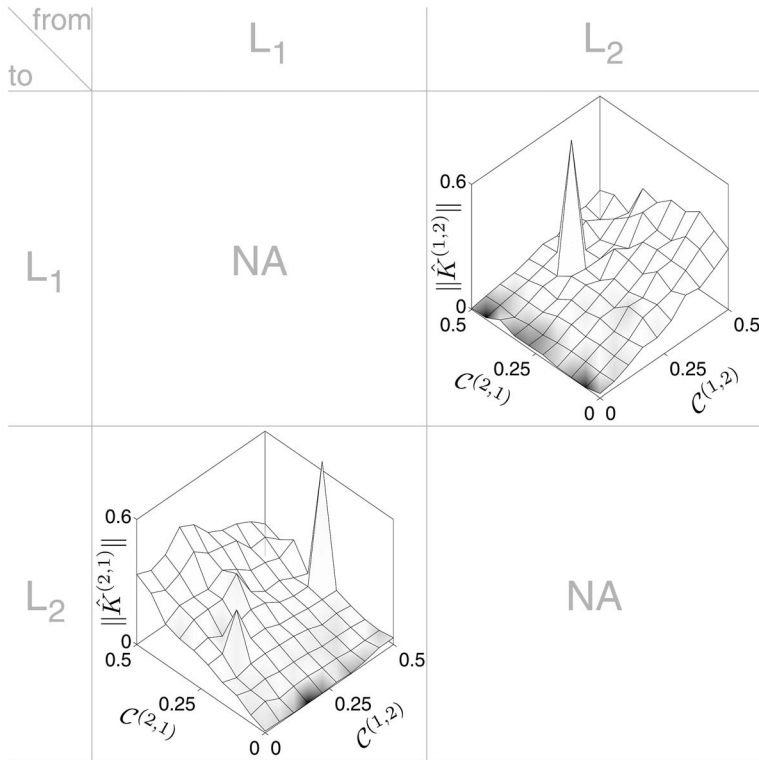 from L₁ L₂
to
L₁ NA
‖K̂⁽¹,²⁾‖
0.6
0
0.5 0.5
0.25 0.25
𝒞⁽²,¹⁾ 𝒞⁽¹,²⁾
0 0
L₂ NA
‖K̂⁽²,¹⁾‖
0.6
0
0.5 0.5
0.25 0.25
𝒞⁽²,¹⁾ 𝒞⁽¹,²⁾
0 0